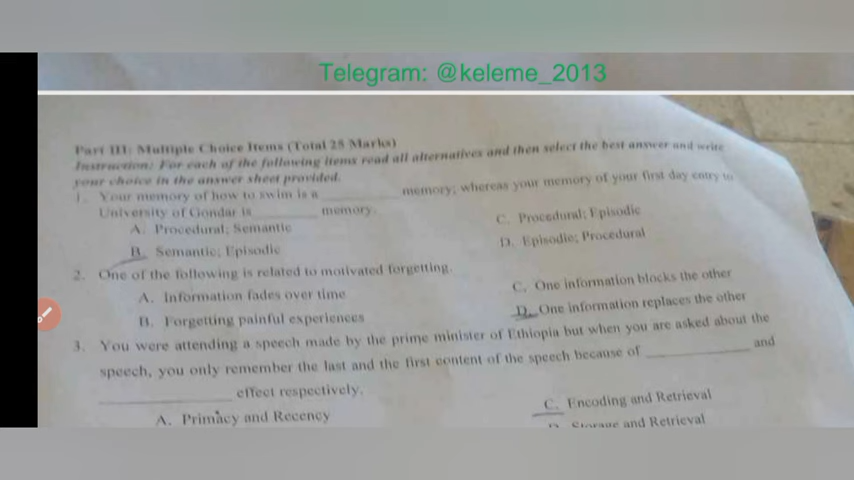 Telegram: @keleme_2013
Part III: Multiple Choice Items (Total 25 Marks)
Instruction: For each of the following items read all alternatives and then select the best answer and write
your choice in the answer sheet provided.
1. Your memory of how to swim is a ________ memory; whereas your memory of your first day entry to
University of Gondar is ________ memory.
A. Procedural; Semantic
C. Procedural; Episodic
B. Semantic; Episodic
D. Episodic; Procedural
2. One of the following is related to motivated forgetting.
A. Information fades over time
C. One information blocks the other
B. Forgetting painful experiences
D. One information replaces the other
3. You were attending a speech made by the prime minister of Ethiopia but when you are asked about the
speech, you only remember the last and the first content of the speech because of ________ and
________ effect respectively.
A. Primacy and Recency
C. Encoding and Retrieval
D. Storage and Retrieval